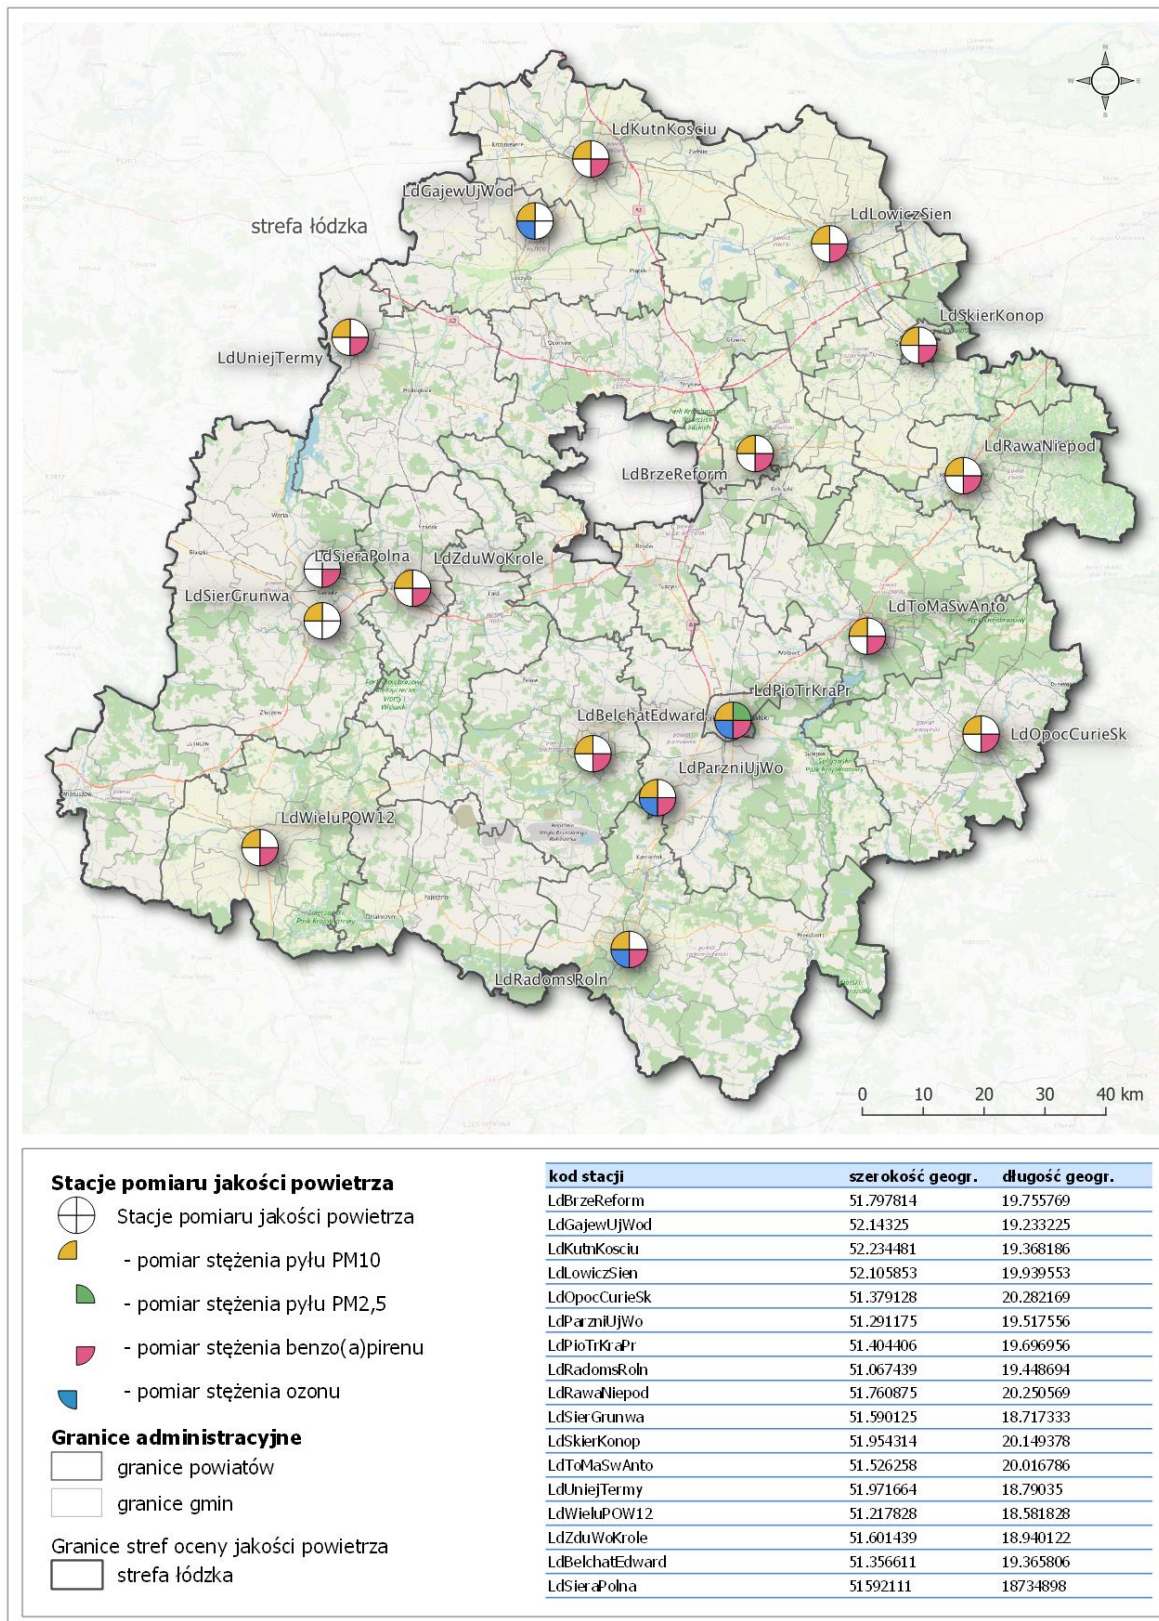 N
W E
S
LdKutnKosciu
LdGajewUjWod
strefa łódzka
LdLowiczSien
LdSkierKonop
LdUniejTermy
LdRawaNiepod
LdBrzeReform
LdSieraPolna
LdZduWoKrole
LdSierGrunwa
LdToMaSwAnto
LdPioTrKraPr
LdBelchatEdward
LdOpocCurieSk
LdParzniUjWo
LdWieluPOW12
LdRadomsRoln
0 10 20 30 40 km
Stacje pomiaru jakości powietrza
Stacje pomiaru jakości powietrza
- pomiar stężenia pyłu PM10
- pomiar stężenia pyłu PM2,5
- pomiar stężenia benzo(a)pirenu
- pomiar stężenia ozonu
Granice administracyjne
granice powiatów
granice gmin
Granice stref oceny jakości powietrza
strefa łódzka
kod stacji szerokość geogr. długość geogr.
LdBrzeReform 51.797814 19.755769
LdGajewUjWod 52.14325 19.233225
LdKutnKosciu 52.234481 19.368186
LdLowiczSien 52.105853 19.939553
LdOpocCurieSk 51.379128 20.282169
LdParzniUjWo 51.291175 19.517556
LdPioTrKraPr 51.404406 19.696956
LdRadomsRoln 51.067439 19.448694
LdRawaNiepod 51.760875 20.250569
LdSierGrunwa 51.590125 18.717333
LdSkierKonop 51.954314 20.149378
LdToMaSwAnto 51.526258 20.016786
LdUniejTermy 51.971664 18.79035
LdWieluPOW12 51.217828 18.581828
LdZduWoKrole 51.601439 18.940122
LdBelchatEdward 51.356611 19.365806
LdSieraPolna 51592111 18734898